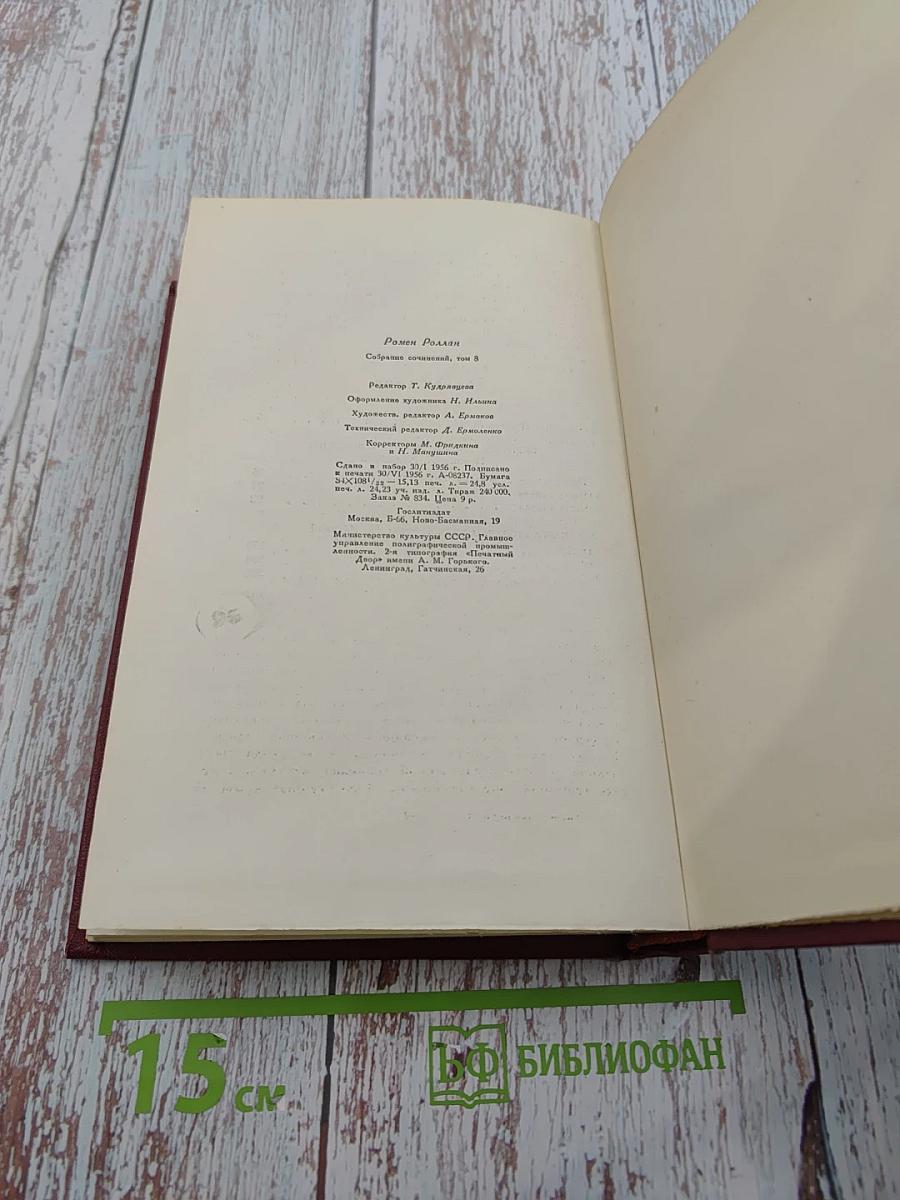 Ромен Роллан
Собрание сочинений, том 8
Редактор Т. Кудрявцева
Оформление художника Н. Ильина
Художеств. редактор А. Ермаков
Технический редактор Д. Ермоленко
Корректоры М. Фридкина
и Н. Манушина
Сдано в набор 30/I 1956 г. Подписано
к печати 30/VI 1956 г. А-08237. Бумага
84×108¹/₃₂ — 15,13 печ. л. = 24,8 усл.
печ. л. 24,23 уч. изд. л. Тираж 240 000.
Заказ № 834. Цена 9 р.
Гослитиздат
Москва, Б-66, Ново-Басманная, 19
Министерство культуры СССР. Главное
управление полиграфической промыш-
ленности. 2-я типография «Печатный
Двор» имени А. М. Горького.
Ленинград, Гатчинская, 26
15 см
БФ БИБЛИОФАН